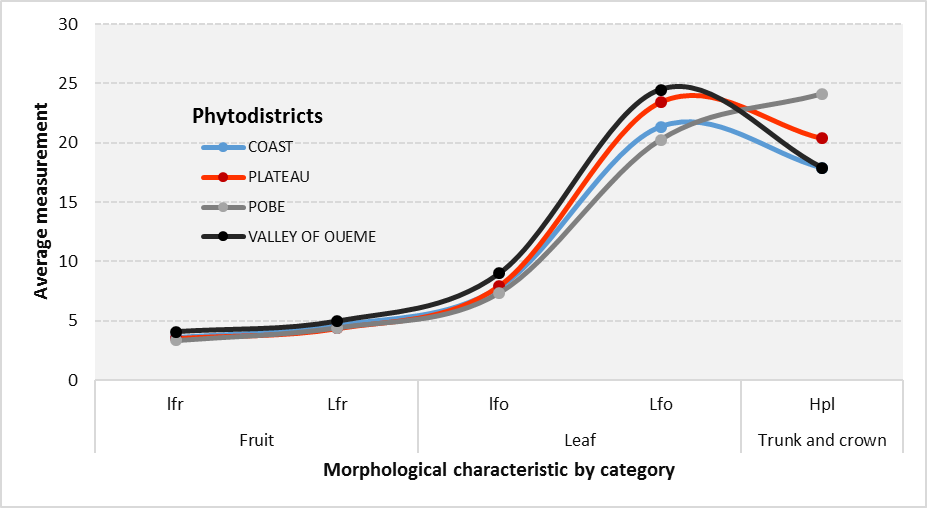 30
25
20
15
10
5
0
Average measurement
Phytodistricts
COAST
PLATEAU
POBE
VALLEY OF OUEME
lfr Lfr lfo Lfo Hpl
Fruit Leaf Trunk and crown
Morphological characteristic by category